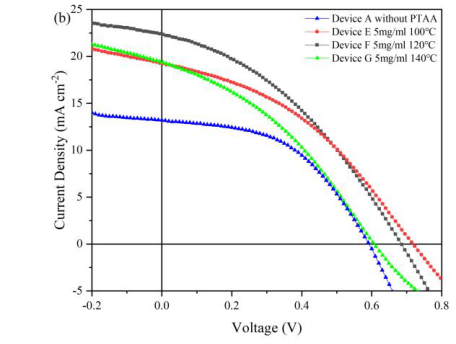 (b)
Device A without PTAA
Device E 5mg/ml 100℃
Device F 5mg/ml 120℃
Device G 5mg/ml 140℃
25
20
15
10
5
0
-5
Current Density (mA cm-2)
-0.2
0.0
0.2
0.4
0.6
0.8
Voltage (V)